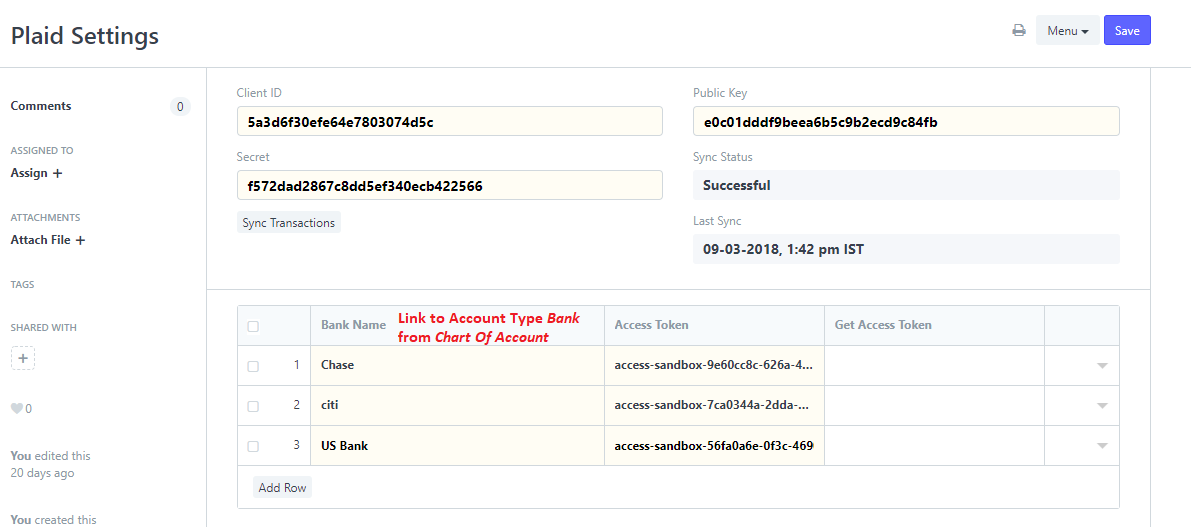 Plaid Settings
Menu
Save
Comments
0
ASSIGNED TO
Assign +
ATTACHMENTS
Attach File +
TAGS
SHARED WITH
+
0
You edited this
20 days ago
You created this
Client ID
5a3d6f30efe64e7803074d5c
Public Key
e0c01dddf9beea6b5c9b2ecd9c84fb
Secret
f572dad2867c8dd5ef340ecb422566
Sync Status
Successful
Sync Transactions
Last Sync
09-03-2018, 1:42 pm IST
Bank Name
Link to Account Type Bank
from Chart Of Account
Access Token
Get Access Token
1 Chase access-sandbox-9e60cc8c-626a-4...
2 citi access-sandbox-7ca0344a-2dda-...
3 US Bank access-sandbox-56fa0a6e-0f3c-469
Add Row